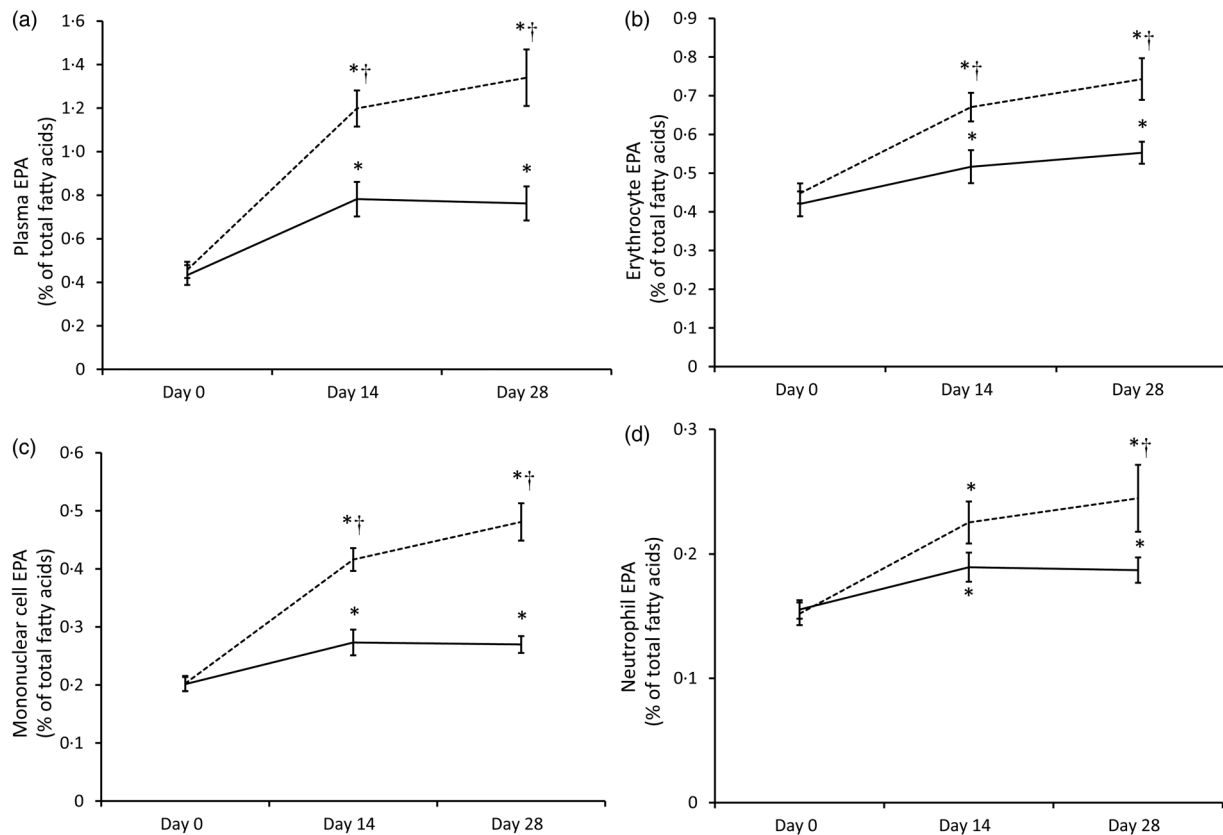 (a)
Plasma EPA
(% of total fatty acids)
1·6
1·4
1·2
1·0
0·8
0·6
0·4
0·2
0
*†
*†
*
*
Day 0
Day 14
Day 28
(b)
Erythrocyte EPA
(% of total fatty acids)
0·9
0·8
0·7
0·6
0·5
0·4
0·3
0·2
0·1
0
*†
*†
*
*
Day 0
Day 14
Day 28
(c)
Mononuclear cell EPA
(% of total fatty acids)
0·6
0·5
0·4
0·3
0·2
0·1
0
*†
*†
*
*
Day 0
Day 14
Day 28
(d)
Neutrophil EPA
(% of total fatty acids)
0·3
0·2
0·1
0
*†
*
*
*
Day 0
Day 14
Day 28